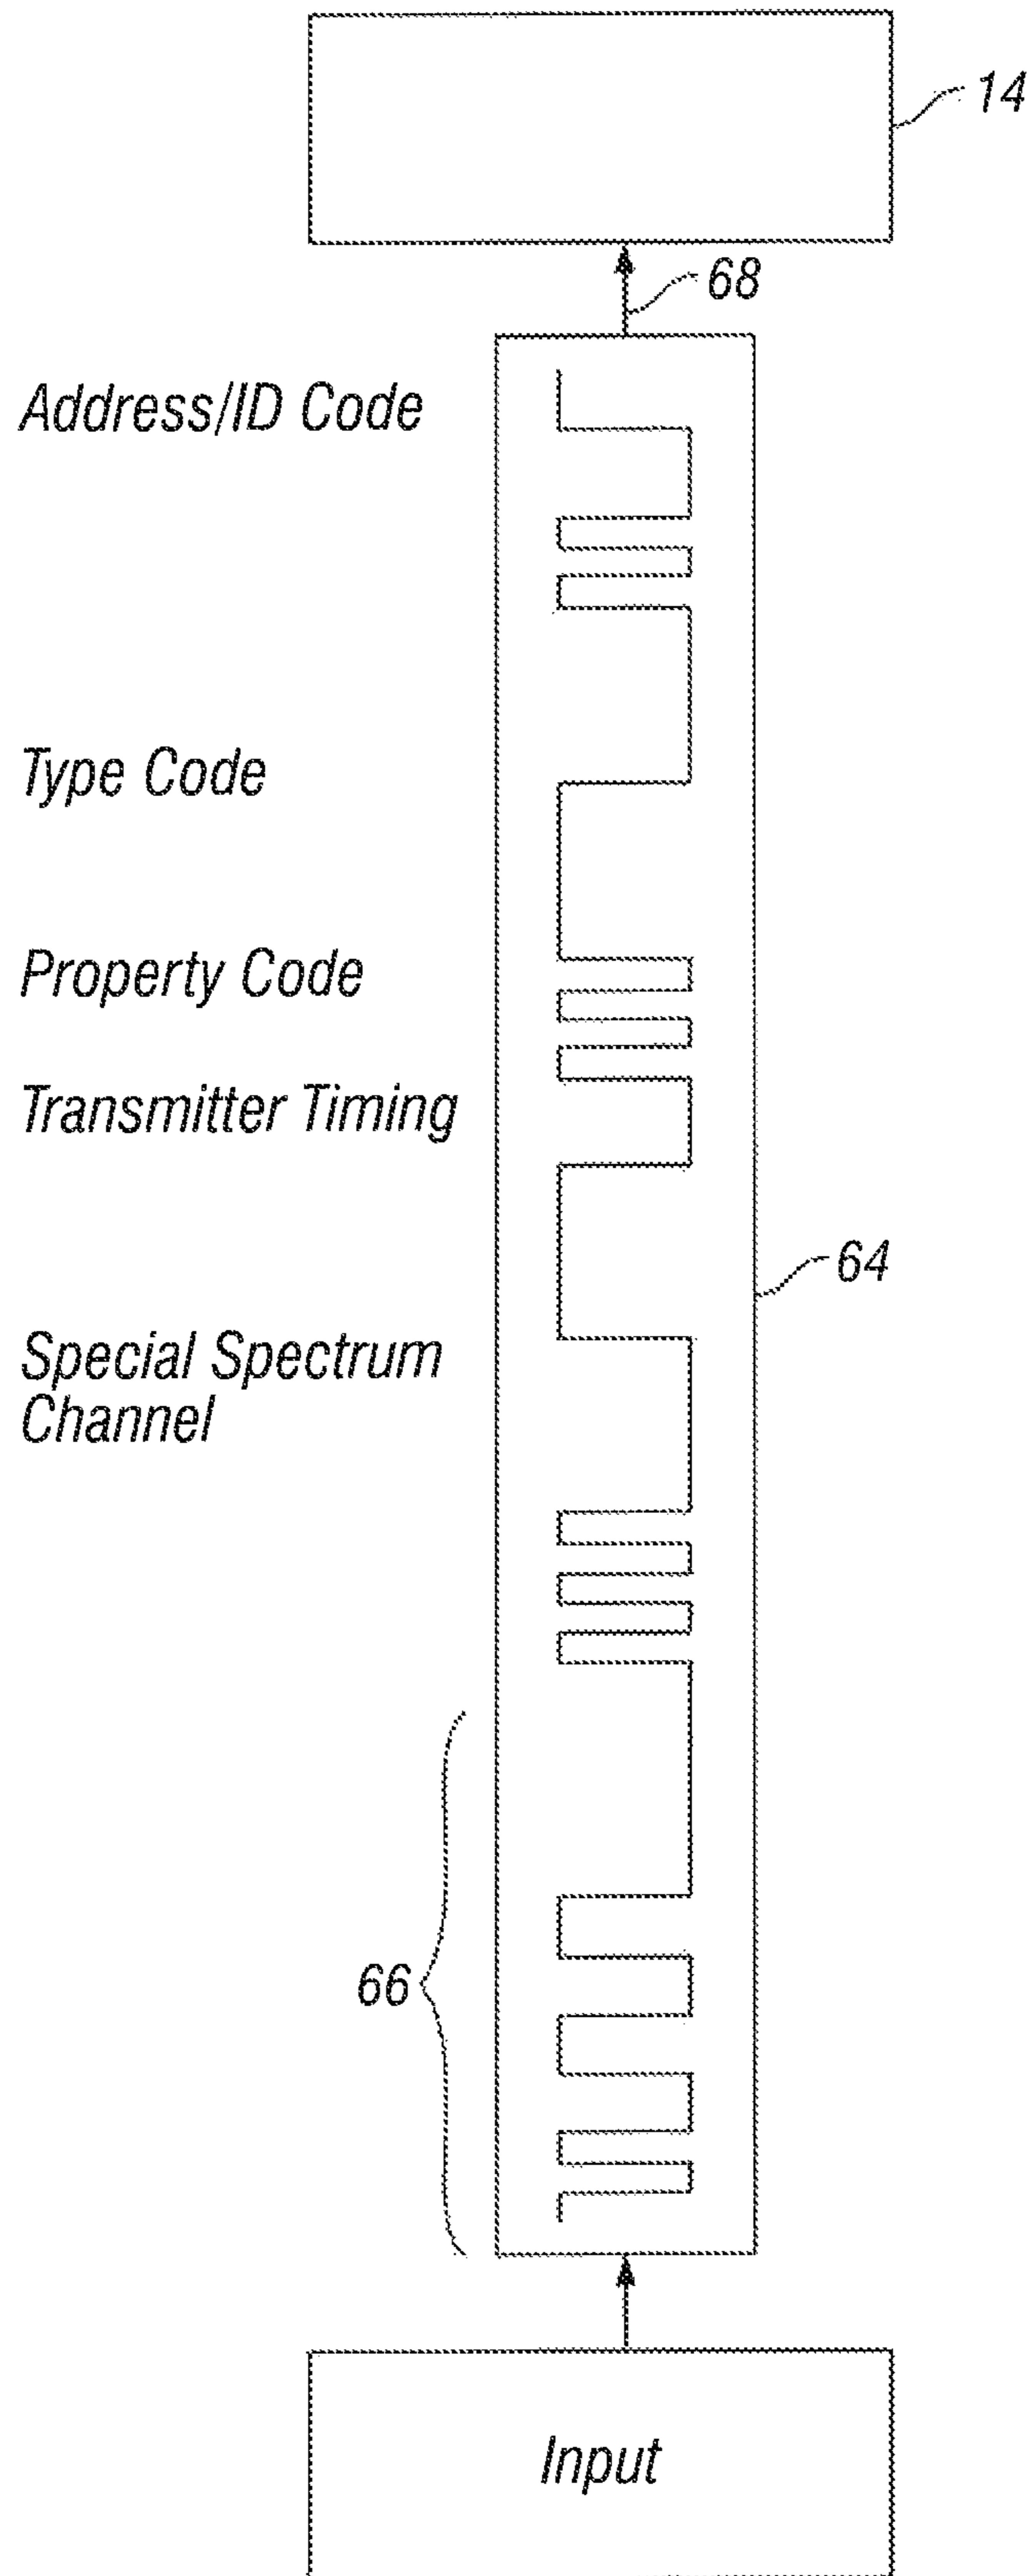 14
68
Address/ID Code
Type Code
Property Code
Transmitter Timing
64
Special Spectrum
Channel
66
Input